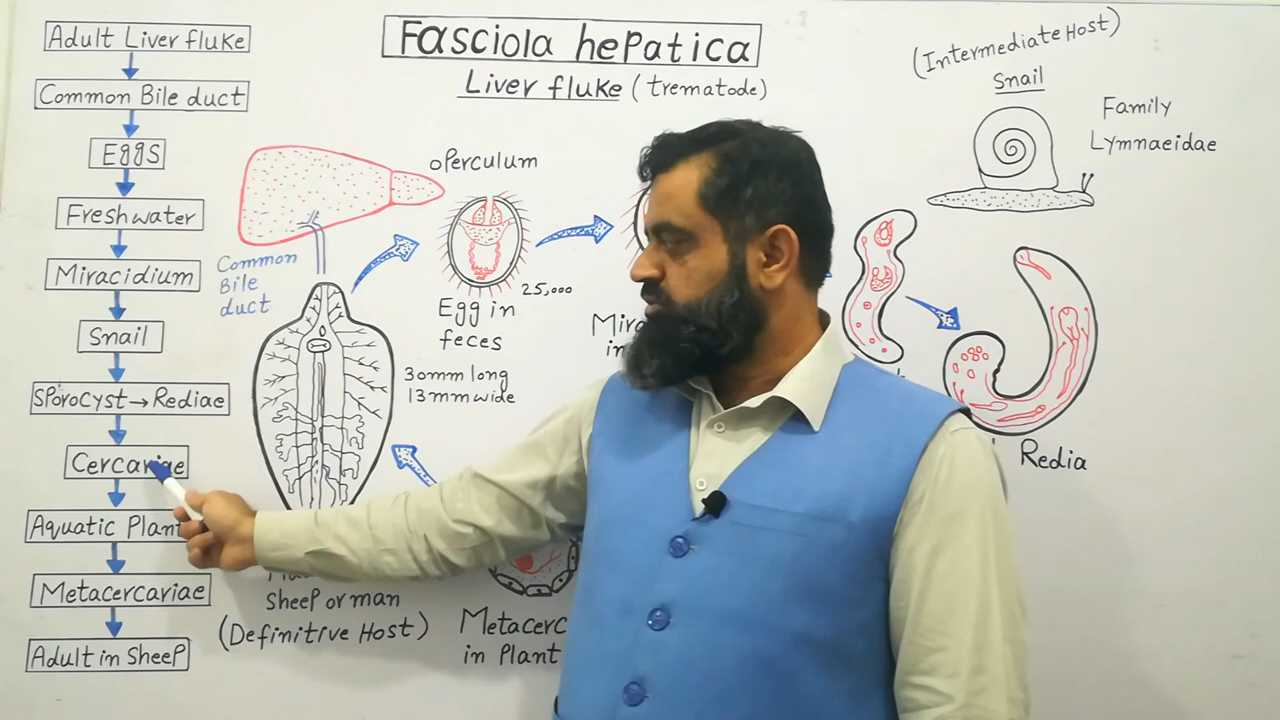 Fasciola hepatica
Liver fluke (trematode)
Adult Liver fluke
Common Bile duct
Eggs
Freshwater
Miracidium
Snail
Sporocyst → Rediae
Cercariae
Aquatic Plant
Metacercariae
Adult in Sheep
Common
Bile
duct
operculum
Egg in
feces
25,000
30mm long
13mm wide
sheep or man
(Definitive Host)
Metacerc
in Plant
(Intermediate Host)
Snail
Family
Lymnaeidae
Redia